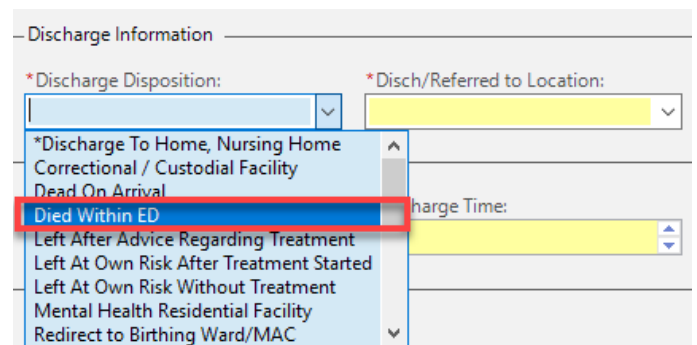 Discharge Information
*Discharge Disposition: *Disch/Referred to Location:
*Discharge To Home, Nursing Home
Correctional / Custodial Facility
Dead On Arrival
Died Within ED
harge Time:
Left After Advice Regarding Treatment
Left At Own Risk After Treatment Started
Left At Own Risk Without Treatment
Mental Health Residential Facility
Redirect to Birthing Ward/MAC